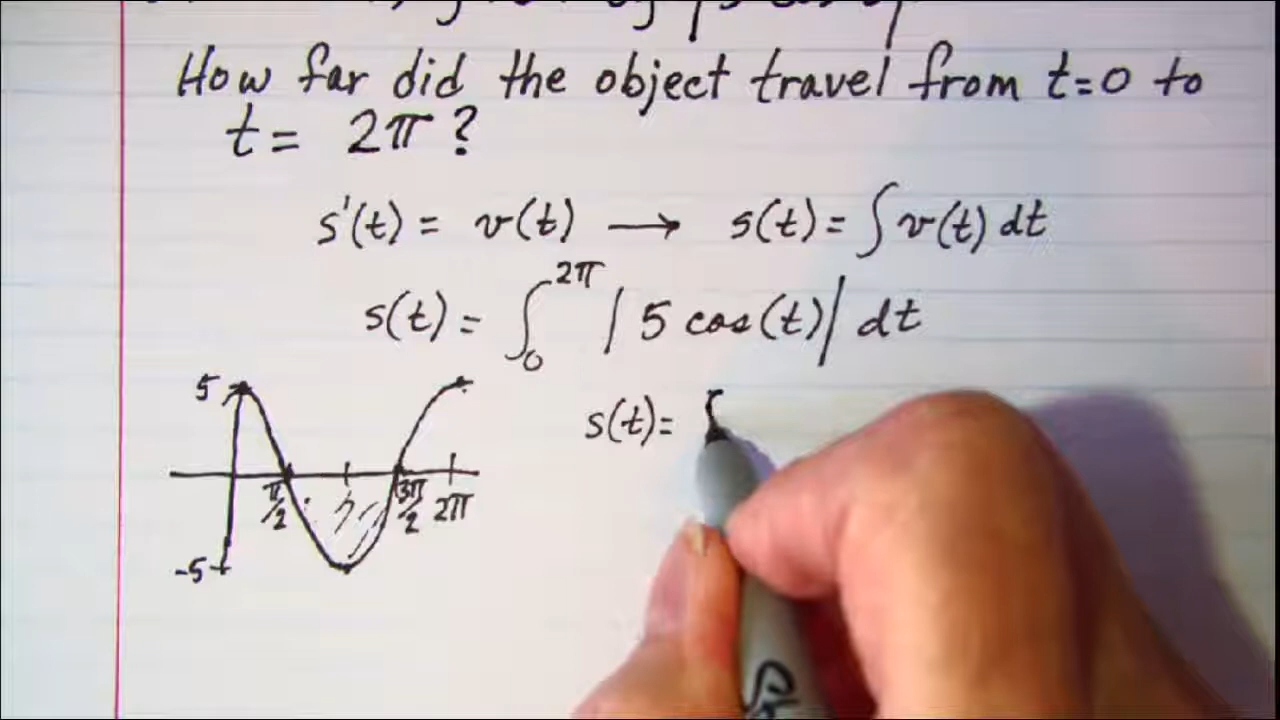 How far did the object travel from t=0 to
t= 2π?
s'(t) = v(t) → s(t)= ∫v(t) dt
s(t) = ∫₀^2π |5 cos(t)| dt
5
s(t)= ∫
π/2
3π/2
2π
-5